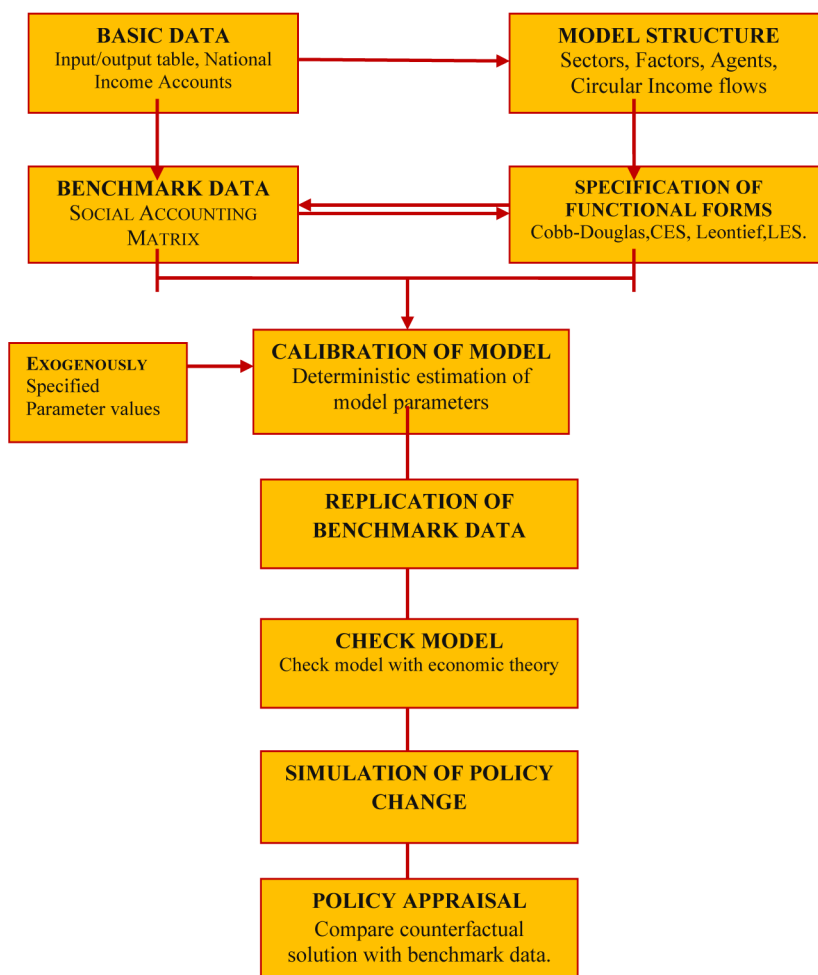 BASIC DATA
Input/output table, National
Income Accounts
MODEL STRUCTURE
Sectors, Factors, Agents,
Circular Income flows
BENCHMARK DATA
SOCIAL ACCOUNTING
MATRIX
SPECIFICATION OF
FUNCTIONAL FORMS
Cobb-Douglas,CES, Leontief,LES.
EXOGENOUSLY
Specified
Parameter values
CALIBRATION OF MODEL
Deterministic estimation of
model parameters
REPLICATION OF
BENCHMARK DATA
CHECK MODEL
Check model with economic theory
SIMULATION OF POLICY
CHANGE
POLICY APPRAISAL
Compare counterfactual
solution with benchmark data.